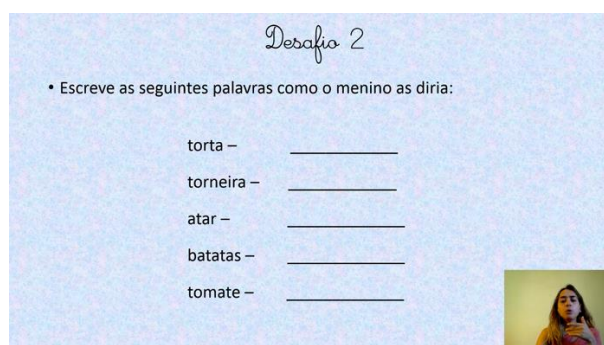 Desafio 2
• Escreve as seguintes palavras como o menino as diria:
torta – ____________
torneira – ____________
atar – ____________
batatas – ____________
tomate – ____________